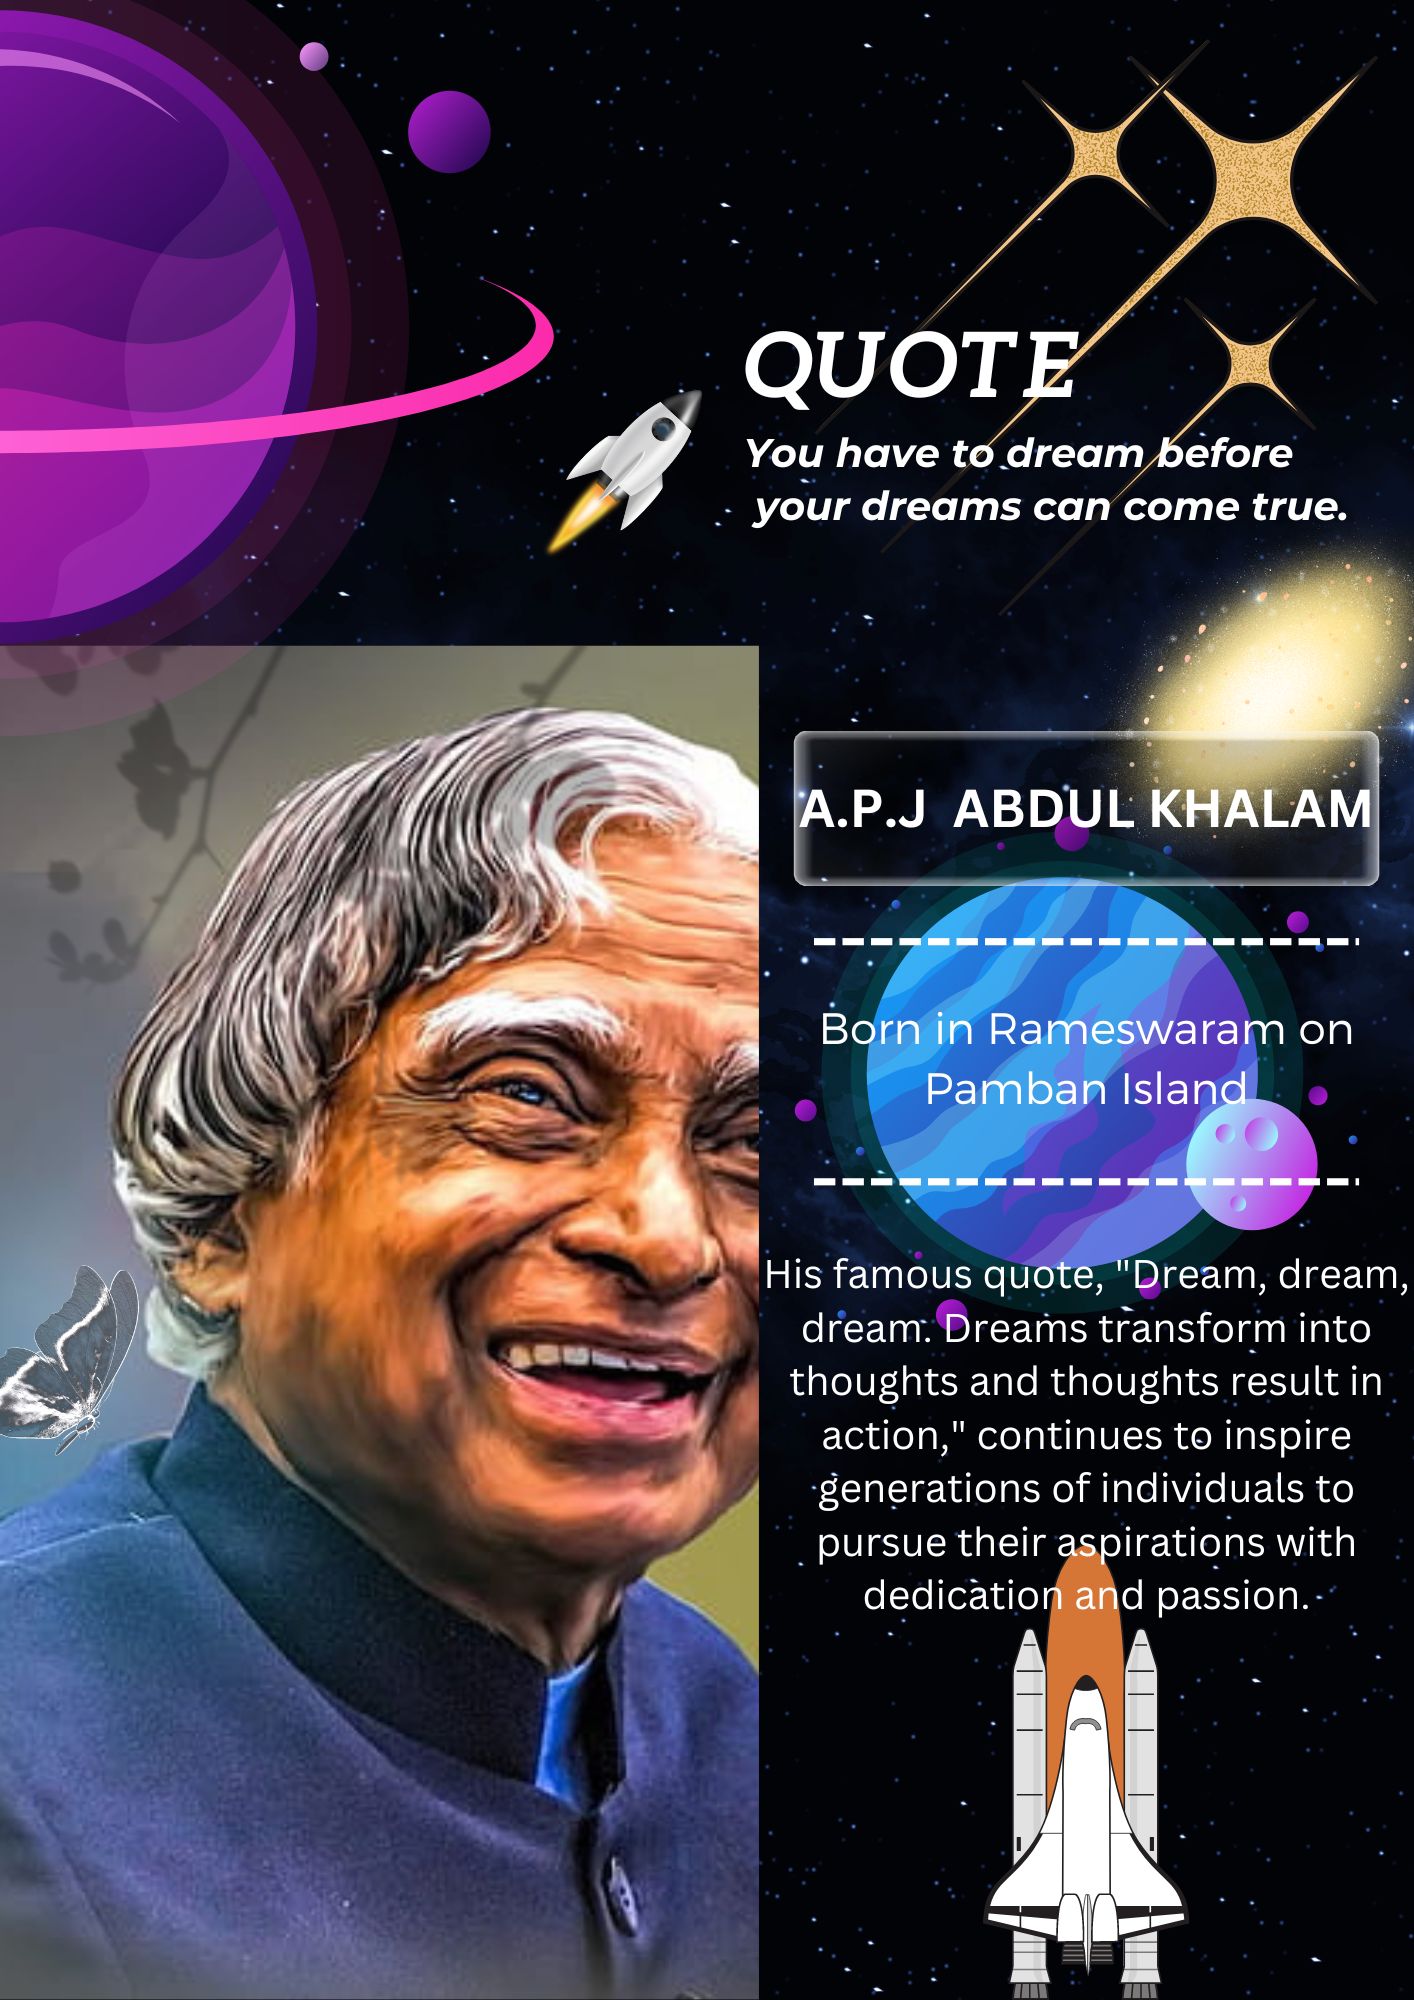 QUOTE
You have to dream before
your dreams can come true.
A.P.J ABDUL KHALAM
Born in Rameswaram on
Pamban Island
His famous quote, "Dream, dream,
dream. Dreams transform into
thoughts and thoughts result in
action," continues to inspire
generations of individuals to
pursue their aspirations with
dedication and passion.